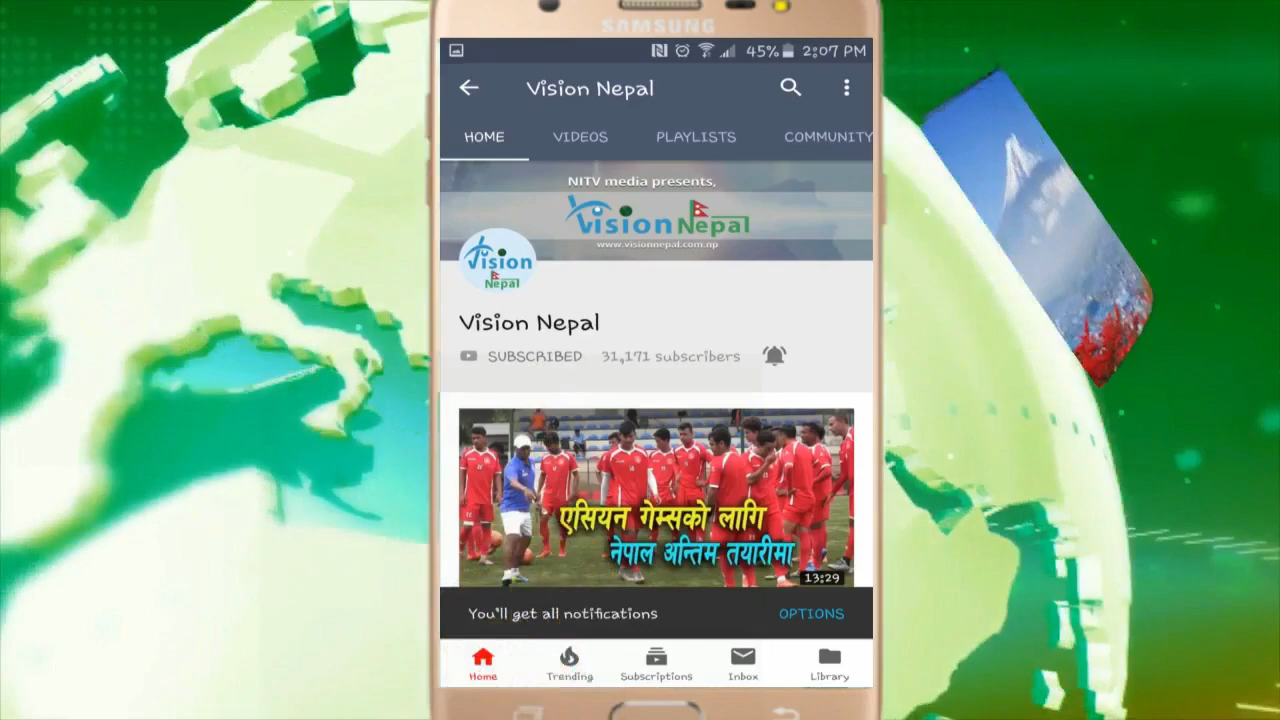 SAMSUNG
45% 2:07 PM
Vision Nepal
HOME VIDEOS PLAYLISTS COMMUNITY
NITV media presents,
Vision Nepal
www.visionnepal.com.np
Vision
Nepal
Vision Nepal
SUBSCRIBED 31,171 subscribers
एसियन गेम्सको लागि
नेपाल अन्तिम तयारीमा
13:29
You'll get all notifications OPTIONS
Home Trending Subscriptions Inbox Library